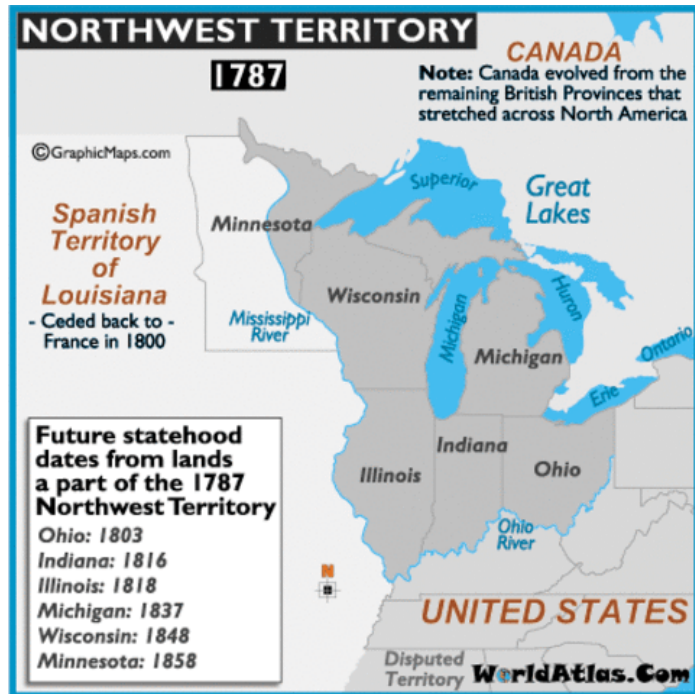 NORTHWEST TERRITORY
1787
CANADA
Note: Canada evolved from the
remaining British Provinces that
stretched across North America
©GraphicMaps.com
Superior
Great
Lakes
Spanish
Territory
of
Louisiana
- Ceded back to -
France in 1800
Minnesota
Mississippi
River
Wisconsin
Michigan
Huron
Michigan
Ontario
Erie
Future statehood
dates from lands
a part of the 1787
Northwest Territory
Ohio: 1803
Indiana: 1816
Illinois: 1818
Michigan: 1837
Wisconsin: 1848
Minnesota: 1858
Illinois
Indiana
Ohio
Ohio
River
N
UNITED STATES
Disputed
Territory
WorldAtlas.Com